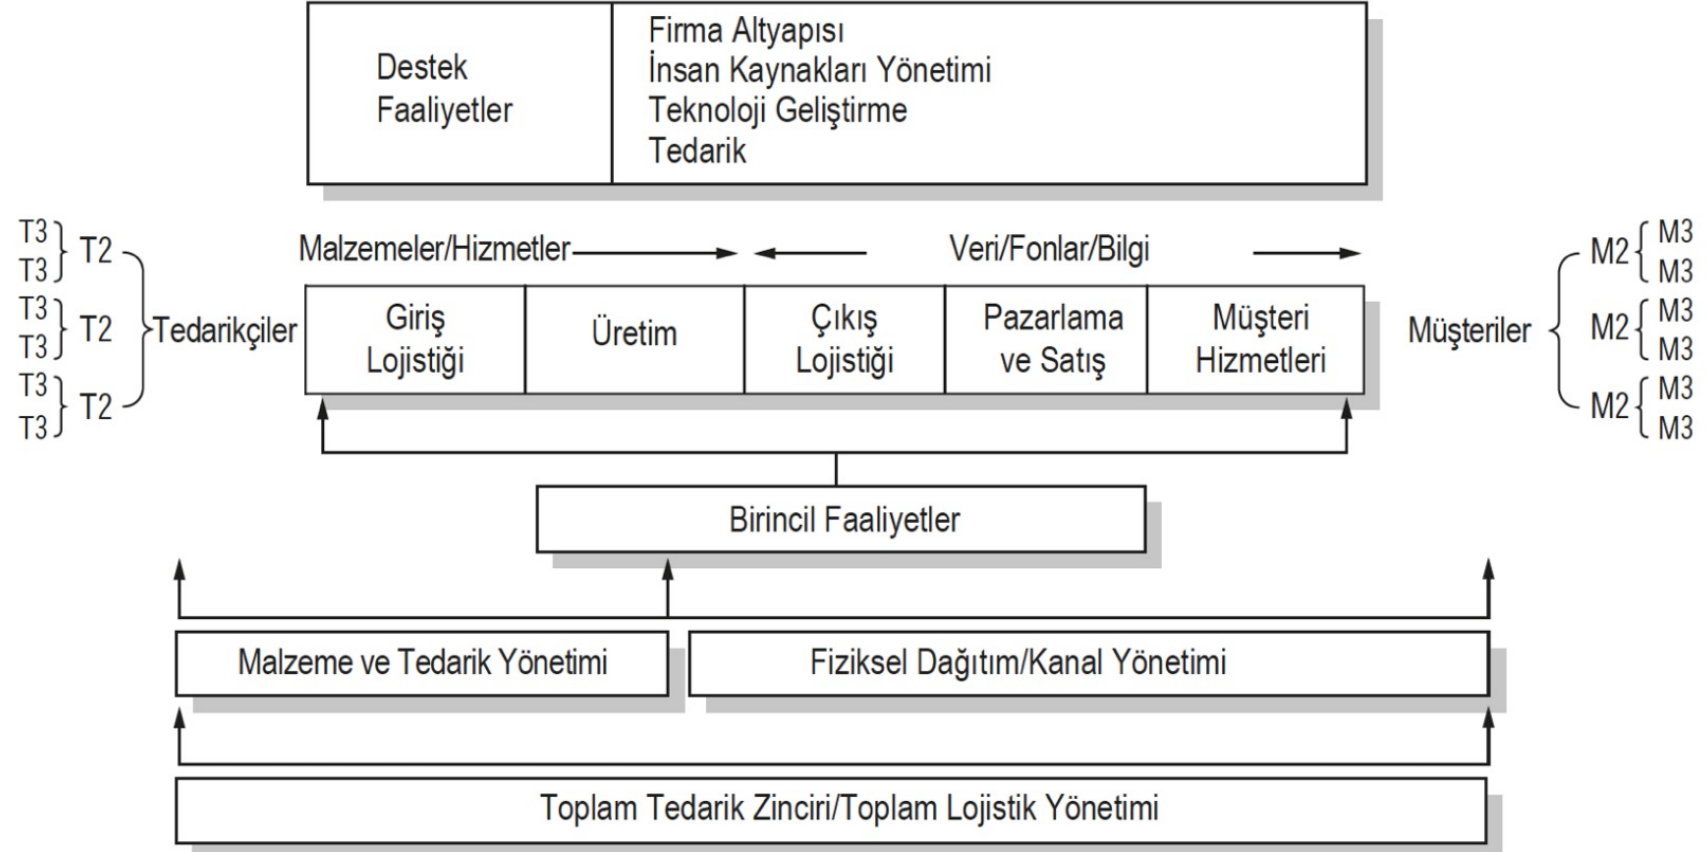 Destek
Faaliyetler
Firma Altyapısı
İnsan Kaynakları Yönetimi
Teknoloji Geliştirme
Tedarik
T3
T3
T2
T3
T3
T2
T3
T3
T2
Tedarikçiler
Malzemeler/Hizmetler
Veri/Fonlar/Bilgi
Giriş
Lojistiği
Üretim
Çıkış
Lojistiği
Pazarlama
ve Satış
Müşteri
Hizmetleri
Müşteriler
M2
M3
M3
M2
M3
M3
M2
M3
M3
Birincil Faaliyetler
Malzeme ve Tedarik Yönetimi
Fiziksel Dağıtım/Kanal Yönetimi
Toplam Tedarik Zinciri/Toplam Lojistik Yönetimi